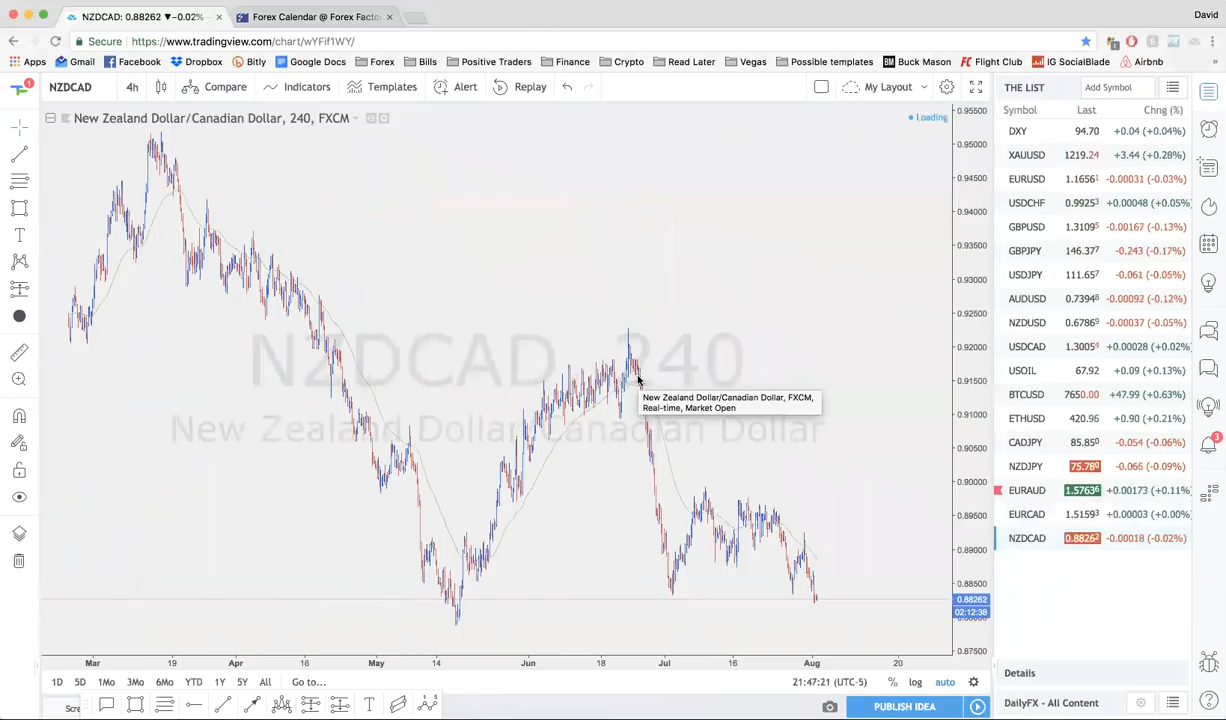 NZDCAD: 0.88262 ▼−0.02%
Forex Calendar @ Forex Facto
David
Secure
https://www.tradingview.com/chart/wYFif1WY/
Apps Gmail Facebook Dropbox Bitly Google Docs Forex Bills Positive Traders Finance Crypto Read Later Vegas Possible templates Buck Mason Flight Club IG SocialBlade Airbnb
1
NZDCAD 4h Compare Indicators Templates Alert Replay My Layout
New Zealand Dollar/Canadian Dollar, 240, FXCM
Loading
NZDCAD, 240
New Zealand Dollar/Canadian Dollar
New Zealand Dollar/Canadian Dollar, FXCM,
Real-time, Market Open
0.95500
0.95000
0.94500
0.94000
0.93500
0.93000
0.92500
0.92000
0.91500
0.91000
0.90500
0.90000
0.89500
0.89000
0.88500
0.88262
02:12:38
0.87500
Mar 19 Apr 16 May 14 Jun 18 Jul 16 Aug 20
1D 5D 1Mo 3Mo 6Mo YTD 1Y 5Y All Go to...
21:47:21 (UTC-5) % log auto
Scre
T
PUBLISH IDEA
THE LIST Add Symbol
Symbol Last Chng (%)
DXY 94.70 +0.04 (+0.04%)
XAUUSD 1219.24 +3.44 (+0.28%)
EURUSD 1.1656¹ -0.00031 (-0.03%)
USDCHF 0.9925³ +0.00048 (+0.05%)
GBPUSD 1.3109⁵ -0.00167 (-0.13%)
GBPJPY 146.37⁷ -0.243 (-0.17%)
USDJPY 111.65⁷ -0.061 (-0.05%)
AUDUSD 0.7394⁸ -0.00092 (-0.12%)
NZDUSD 0.6786⁹ -0.00037 (-0.05%)
USDCAD 1.3005⁴ +0.00028 (+0.02%)
USOIL 67.92 +0.09 (+0.13%)
BTCUSD 7650.00 +47.99 (+0.63%)
ETHUSD 420.96 +0.90 (+0.21%)
CADJPY 85.85⁰ -0.054 (-0.06%)
NZDJPY 75.78⁰ -0.066 (-0.09%)
EURAUD 1.5763⁶ +0.00173 (+0.11%)
EURCAD 1.5159³ +0.00003 (+0.00%)
NZDCAD 0.8826² -0.00018 (-0.02%)
3
Details
DailyFX - All Content